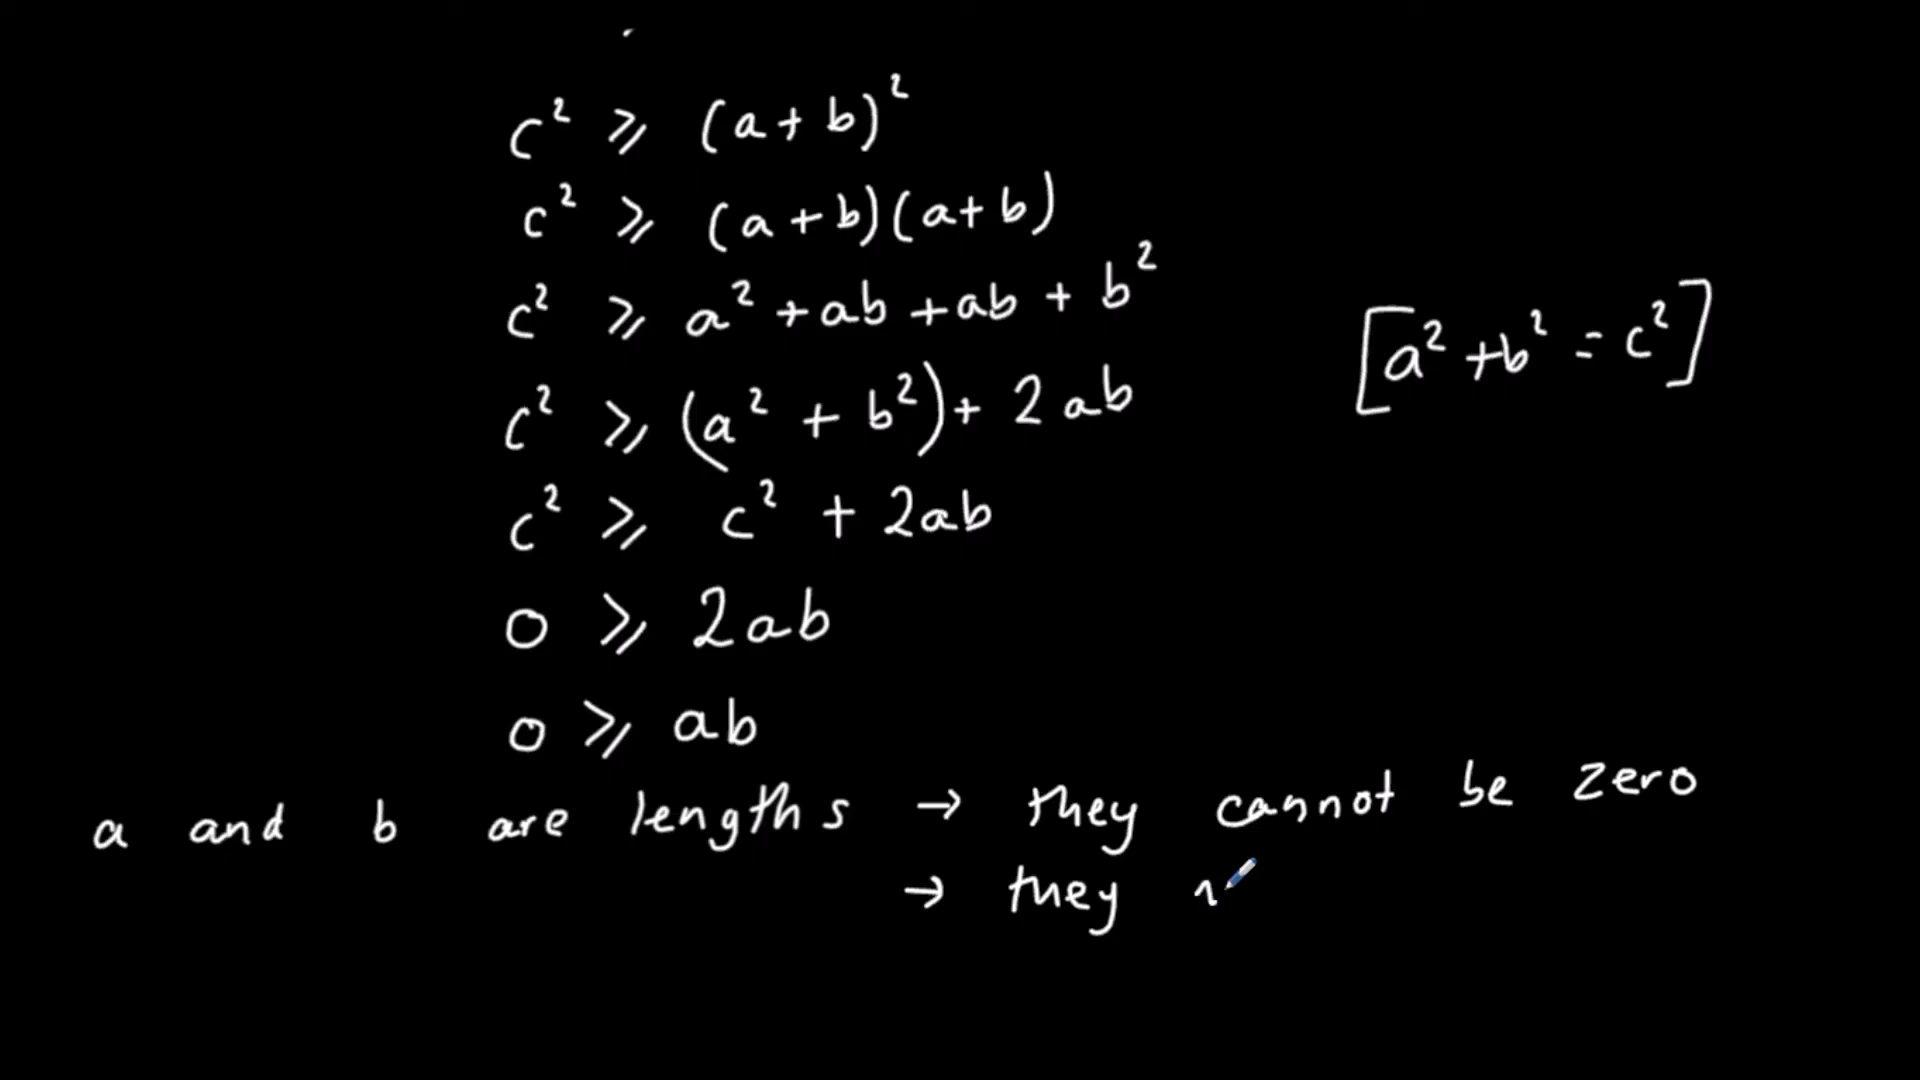 c² ⩾ (a + b)²
c² ⩾ (a + b)(a + b)
c² ⩾ a² + ab + ab + b²
[a² + b² = c²]
c² ⩾ (a² + b²) + 2ab
c² ⩾ c² + 2ab
0 ⩾ 2ab
0 ⩾ ab
a and b are lengths → they cannot be zero
→ they